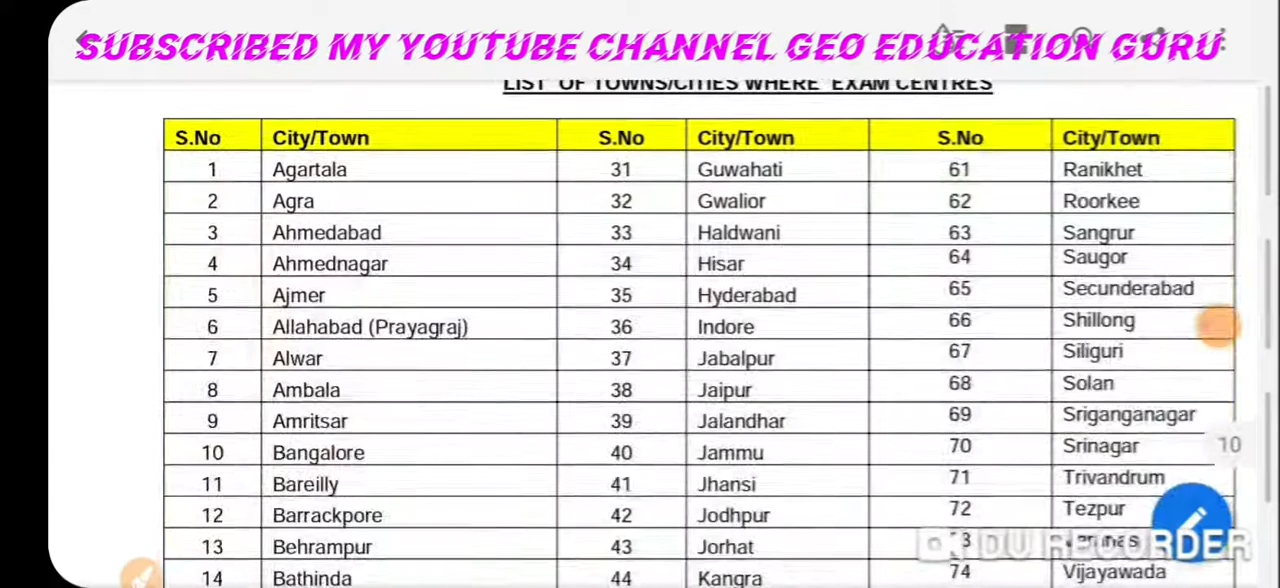 SUBSCRIBED MY YOUTUBE CHANNEL GEO EDUCATION GURU
LIST OF TOWNS/CITIES WHERE EXAM CENTRES
S.No City/Town S.No City/Town S.No City/Town
1 Agartala 31 Guwahati 61 Ranikhet
2 Agra 32 Gwalior 62 Roorkee
3 Ahmedabad 33 Haldwani 63 Sangrur
4 Ahmednagar 34 Hisar 64 Saugor
5 Ajmer 35 Hyderabad 65 Secunderabad
6 Allahabad (Prayagraj) 36 Indore 66 Shillong
7 Alwar 37 Jabalpur 67 Siliguri
8 Ambala 38 Jaipur 68 Solan
9 Amritsar 39 Jalandhar 69 Sriganganagar
10 Bangalore 40 Jammu 70 Srinagar
10
11 Bareilly 41 Jhansi 71 Trivandrum
12 Barrackpore 42 Jodhpur 72 Tezpur
13 Behrampur 43 Jorhat
DU RECORDER
14 Bathinda 44 Kangra 74 Vijayawada